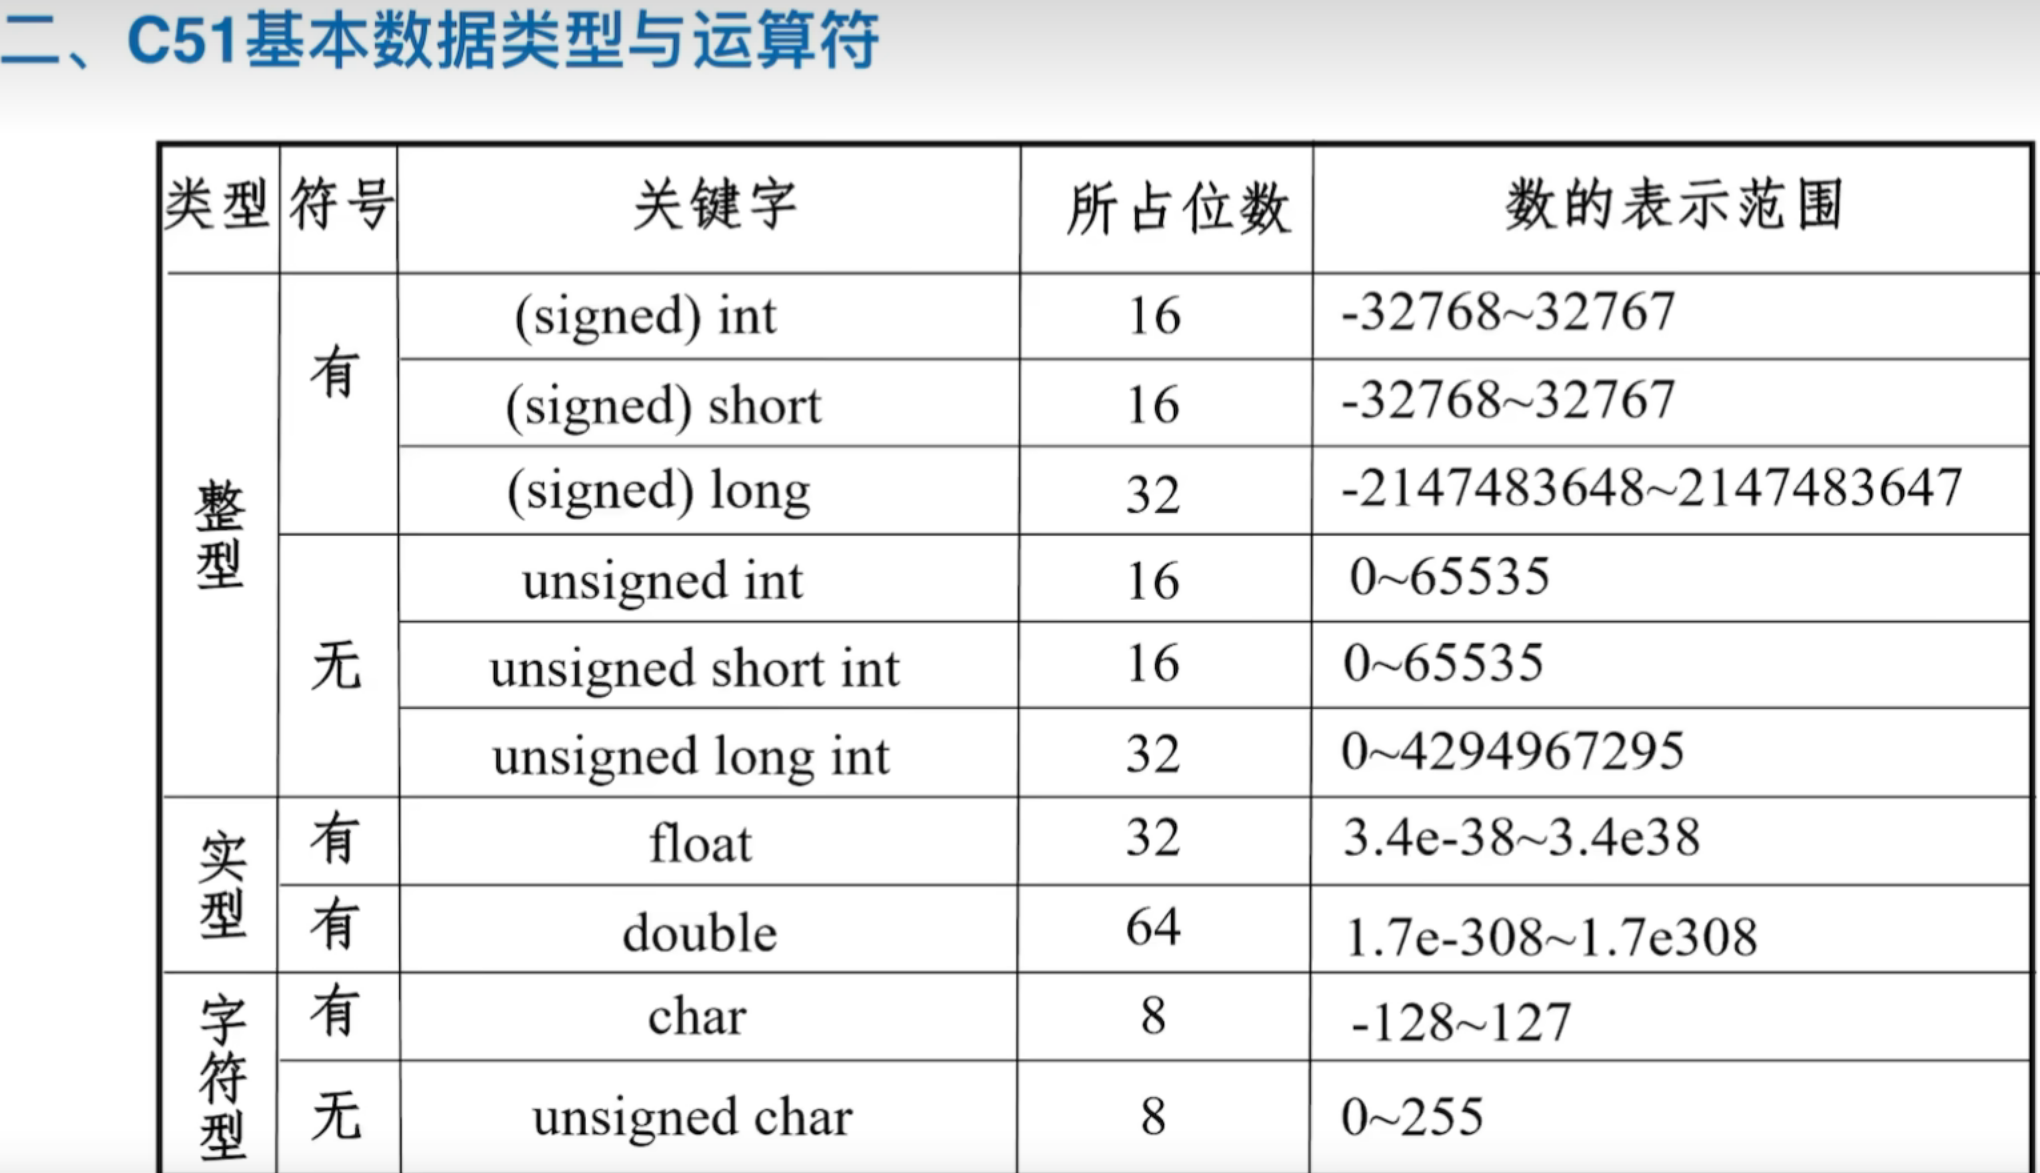 二、C51基本数据类型与运算符
类型 符号 关键字 所占位数 数的表示范围
整型 有 (signed) int 16 -32768~32767
(signed) short 16 -32768~32767
(signed) long 32 -2147483648~2147483647
无 unsigned int 16 0~65535
unsigned short int 16 0~65535
unsigned long int 32 0~4294967295
实型 有 float 32 3.4e-38~3.4e38
有 double 64 1.7e-308~1.7e308
字符型 有 char 8 -128~127
无 unsigned char 8 0~255